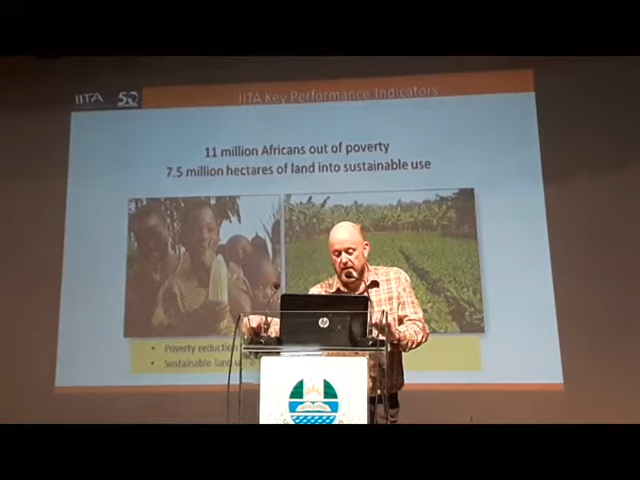 IITA 50
IITA KEY PERFORMANCE INDICATORS
11 million Africans out of poverty
7.5 million hectares of land into sustainable use
• Poverty reduction
• Sustainable land
hp